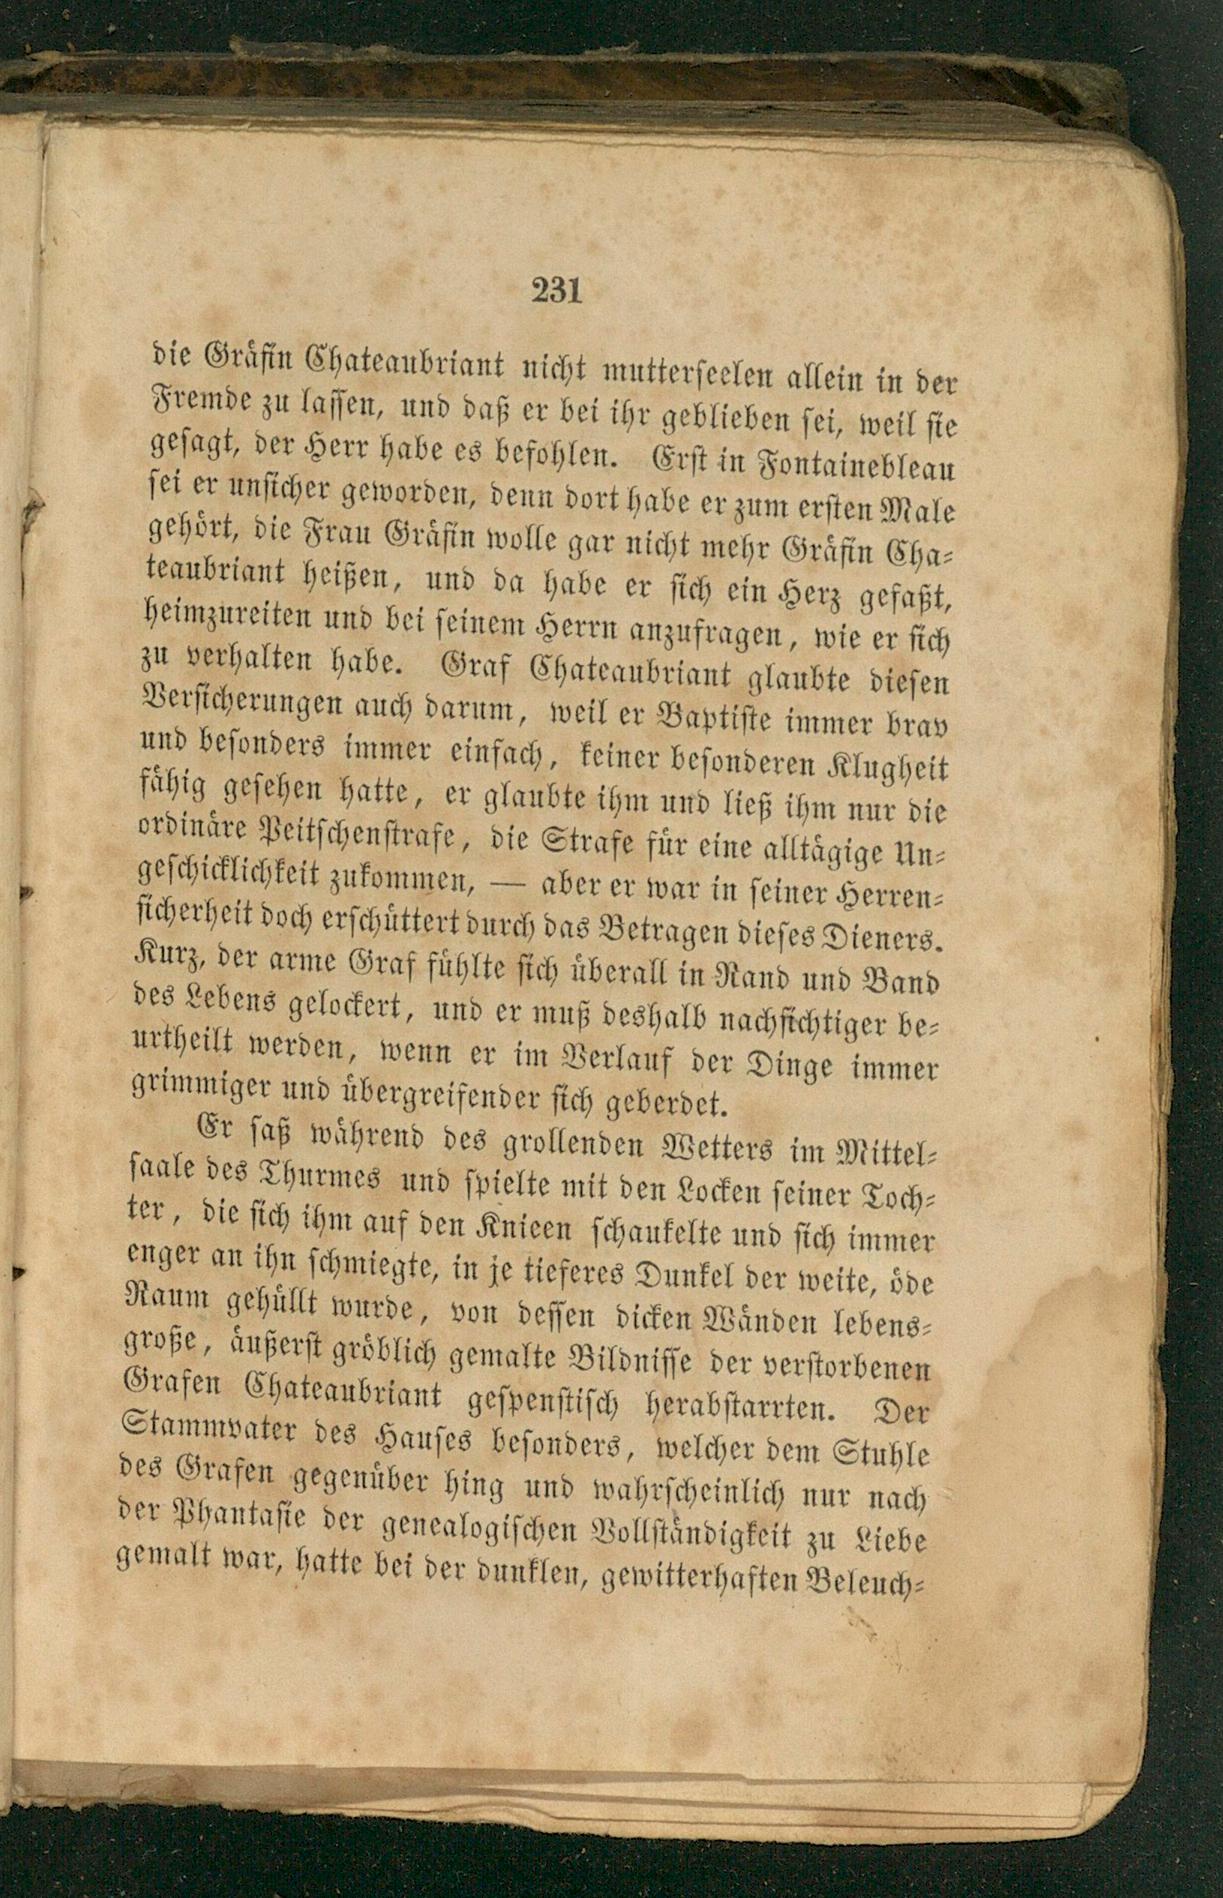 231
die Gräfin Chateaubriant nicht mutterseelen allein in der
Fremde zu lassen, und daß er bei ihr geblieben sei, weil sie
gesagt, der Herr habe es befohlen. Erst in Fontainebleau
sei er unsicher geworden, denn dort habe er zum ersten Male
gehört, die Frau Gräfin wolle gar nicht mehr Gräfin Cha-
teaubriant heißen, und da habe er sich ein Herz gefaßt,
heimzureiten und bei seinem Herrn anzufragen, wie er sich
zu verhalten habe. Graf Chateaubriant glaubte diesen
Versicherungen auch darum, weil er Baptiste immer brav
und besonders immer einfach, keiner besonderen Klugheit
fähig gesehen hatte, er glaubte ihm und ließ ihm nur die
ordinäre Peitschenstrafe, die Strafe für eine alltägige Un-
geschicklichkeit zukommen, — aber er war in seiner Herren-
sicherheit doch erschüttert durch das Betragen dieses Dieners.
Kurz, der arme Graf fühlte sich überall in Rand und Band
des Lebens gelockert, und er muß deshalb nachsichtiger be-
urtheilt werden, wenn er im Verlauf der Dinge immer
grimmiger und übergreifender sich geberdet.
Er saß während des grollenden Wetters im Mittel-
saale des Thurmes und spielte mit den Locken seiner Toch-
ter, die sich ihm auf den Knieen schaukelte und sich immer
enger an ihn schmiegte, in je tieferes Dunkel der weite, öde
Raum gehüllt wurde, von dessen dicken Wänden lebens-
große, äußerst gröblich gemalte Bildnisse der verstorbenen
Grafen Chateaubriant gespenstisch herabstarrten. Der
Stammvater des Hauses besonders, welcher dem Stuhle
des Grafen gegenüber hing und wahrscheinlich nur nach
der Phantasie der genealogischen Vollständigkeit zu Liebe
gemalt war, hatte bei der dunklen, gewitterhaften Beleuch-